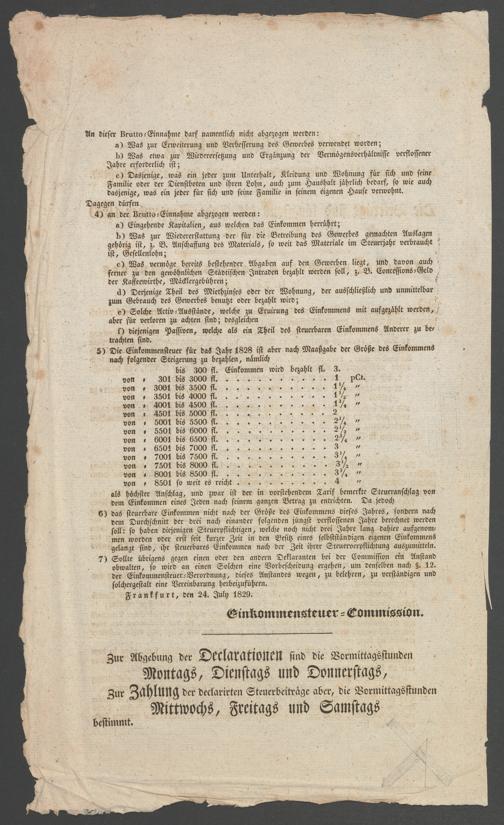 An dieser Brutto-Einnahme darf namentlich nicht abgezogen werden:
a) Was zur Erweiterung und Verbesserung des Gewerbes verwendet worden;
b) Was etwa zur Wiederersetzung und Ergänzung der Vermögensverhältnisse verflossener
Jahre erforderlich ist;
c) Dasjenige, was ein jeder zum Unterhalt, Kleidung und Wohnung für sich und seine
Familie oder der Dienstboten und ihren Lohn, auch zum Haushalt jährlich bedarf, so wie auch
dasjenige, was ein jeder für sich und seine Familie in seinem eigenen Hause verwohnt.
Dagegen dürfen
4) an der Brutto-Einnahme abgezogen werden:
a) Eingehende Kapitalien, aus welchen das Einkommen herrührt;
b) Was zur Wiedererstattung der für die Betreibung des Gewerbes gemachten Auslagen
gehörig ist, z. B. Anschaffung des Materials, so weit das Materiale im Steuerjahr verbraucht
ist, Gesellenlohn;
c) Was vermöge bereits bestehender Abgaben auf den Gewerben liegt, und davon auch
ferner zu den gewöhnlichen Städtischen Intraden bezahlt werden soll, z. B. Concessions-Geld
der Kaffeewirthe, Mäcklergebühren;
d) Derjenige Theil des Miethzinses oder der Wohnung, der ausschließlich und unmittelbar
zum Gebrauch des Gewerbes benutzt oder bezahlt wird;
e) Solche Activ-Ausstände, welche zu Eruirung des Einkommens mit aufgezählt werden,
aber für verloren zu achten sind; desgleichen
f) diejenigen Passiven, welche als ein Theil des steuerbaren Einkommens Anderer zu be-
trachten sind.
5) Die Einkommensteuer für das Jahr 1828 ist aber nach Maaßgabe der Größe des Einkommens
nach folgender Steigerung zu bezahlen, nämlich
bis 300 fl. Einkommen wird bezahlt fl. 3.
von " 301 bis 3000 fl. . . . . . . . . . . . 1 pCt.
von " 3001 bis 3500 fl. . . . . . . . . . . . 1¼ "
von " 3501 bis 4000 fl. . . . . . . . . . . . 1½ "
von " 4001 bis 4500 fl. . . . . . . . . . . . 1¾ "
von " 4501 bis 5000 fl. . . . . . . . . . . . 2 "
von " 5001 bis 5500 fl. . . . . . . . . . . . 2¼ "
von " 5501 bis 6000 fl. . . . . . . . . . . . 2½ "
von " 6001 bis 6500 fl. . . . . . . . . . . . 2¾ "
von " 6501 bis 7000 fl. . . . . . . . . . . . 3 "
von " 7001 bis 7500 fl. . . . . . . . . . . . 3¼ "
von " 7501 bis 8000 fl. . . . . . . . . . . . 3½ "
von " 8001 bis 8500 fl. . . . . . . . . . . . 3¾ "
von " 8501 so weit es reicht . . . . . . . . . 4 "
als höchster Anschlag, und zwar ist der in vorstehendem Tarif bemerkte Steueranschlag von
dem Einkommen eines Jeden nach seinem ganzen Betrag zu entrichten. Da jedoch
6) das steuerbare Einkommen nicht nach der Größe des Einkommens dieses Jahres, sondern nach
dem Durchschnitt der drei nach einander folgenden jüngst verflossenen Jahre berechnet werden
soll: so haben diejenigen Steuerpflichtigen, welche noch nicht drei Jahre lang dahier aufgenom-
men worden oder erst seit kurzer Zeit in den Besitz eines selbstständigen eigenen Einkommens
gelangt sind, ihr steuerbares Einkommen nach der Zeit ihrer Steuerverpflichtung auszumitteln.
7) Sollte übrigens gegen einen oder den andern Declaranten bei der Commission ein Anstand
obwalten, so wird an einen Solchen eine Vorbescheidung ergehen, um denselben nach §. 12.
der Einkommensteuer-Verordnung, dieses Anstandes wegen, zu belehren, zu verständigen und
solchergestalt eine Vereinbarung herbeizuführen.
Frankfurt, den 24. July 1829.
Einkommensteuer-Commission.
Zur Abgebung der Declarationen sind die Vormittagsstunden
Montags, Dienstags und Donnerstags,
Zur Zahlung der declarirten Steuerbeiträge aber, die Vormittagsstunden
Mittwochs, Freitags und Samstags
bestimmt.